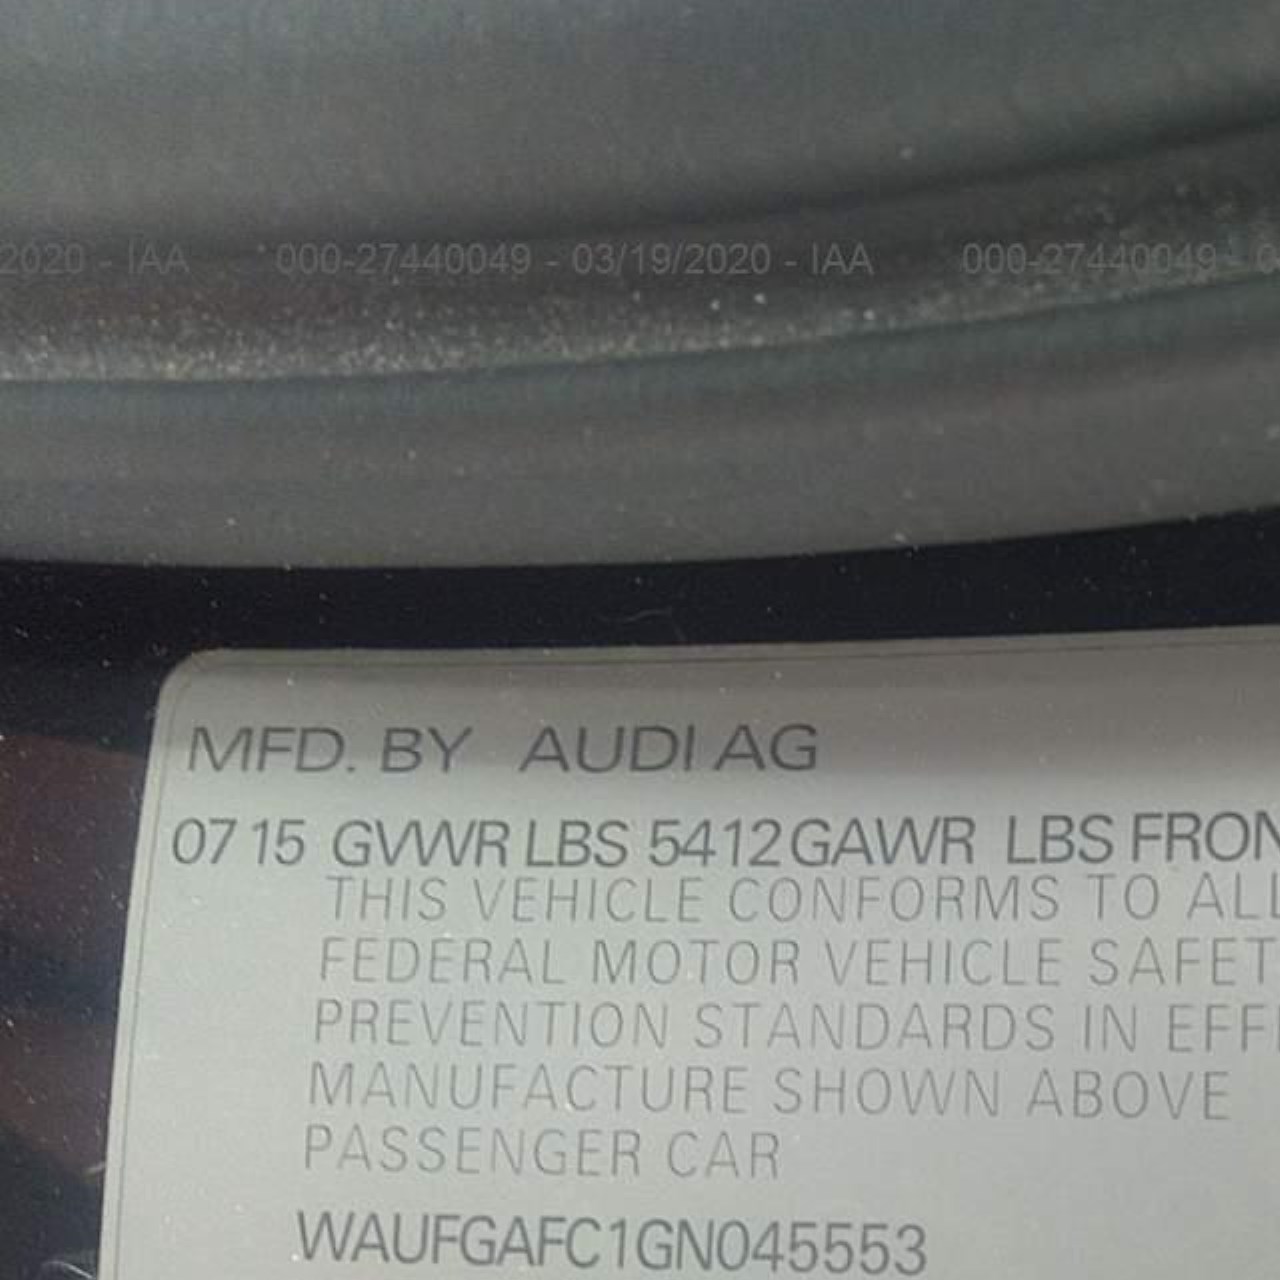 2020 - IAA 000-27440049 - 03/19/2020 - IAA 000-27440049 - 0
MFD. BY AUDI AG
07 15 GVWR LBS 5412 GAWR LBS FRON
THIS VEHICLE CONFORMS TO ALL
FEDERAL MOTOR VEHICLE SAFET
PREVENTION STANDARDS IN EFF
MANUFACTURE SHOWN ABOVE
PASSENGER CAR
WAUFGAFC1GN045553